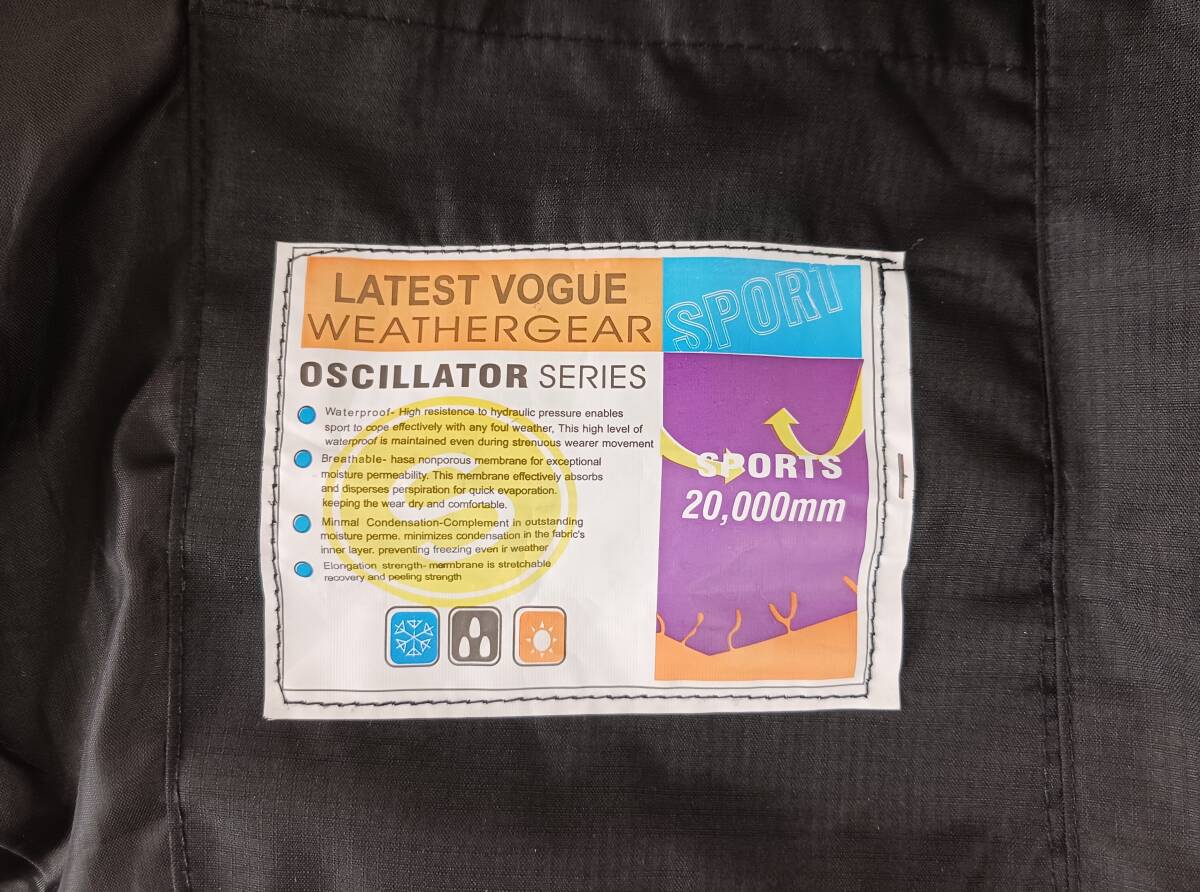 LATEST VOGUE
WEATHERGEAR
SPORT
OSCILLATOR SERIES
Waterproof- High resistence to hydraulic pressure enables
sport to cope effectively with any foul weather, This high level of
waterproof is maintained even during strenuous wearer movement
Breathable- hasa nonporous membrane for exceptional
moisture permeability. This membrane effectively absorbs
and disperses perspiration for quick evaporation.
keeping the wear dry and comfortable.
Minmal Condensation-Complement in outstanding
moisture perme. minimizes condensation in the fabric's
inner layer. preventing freezing even ir weather
Elongation strength- membrane is stretchable
recovery and peeling strength
SPORTS
20,000mm